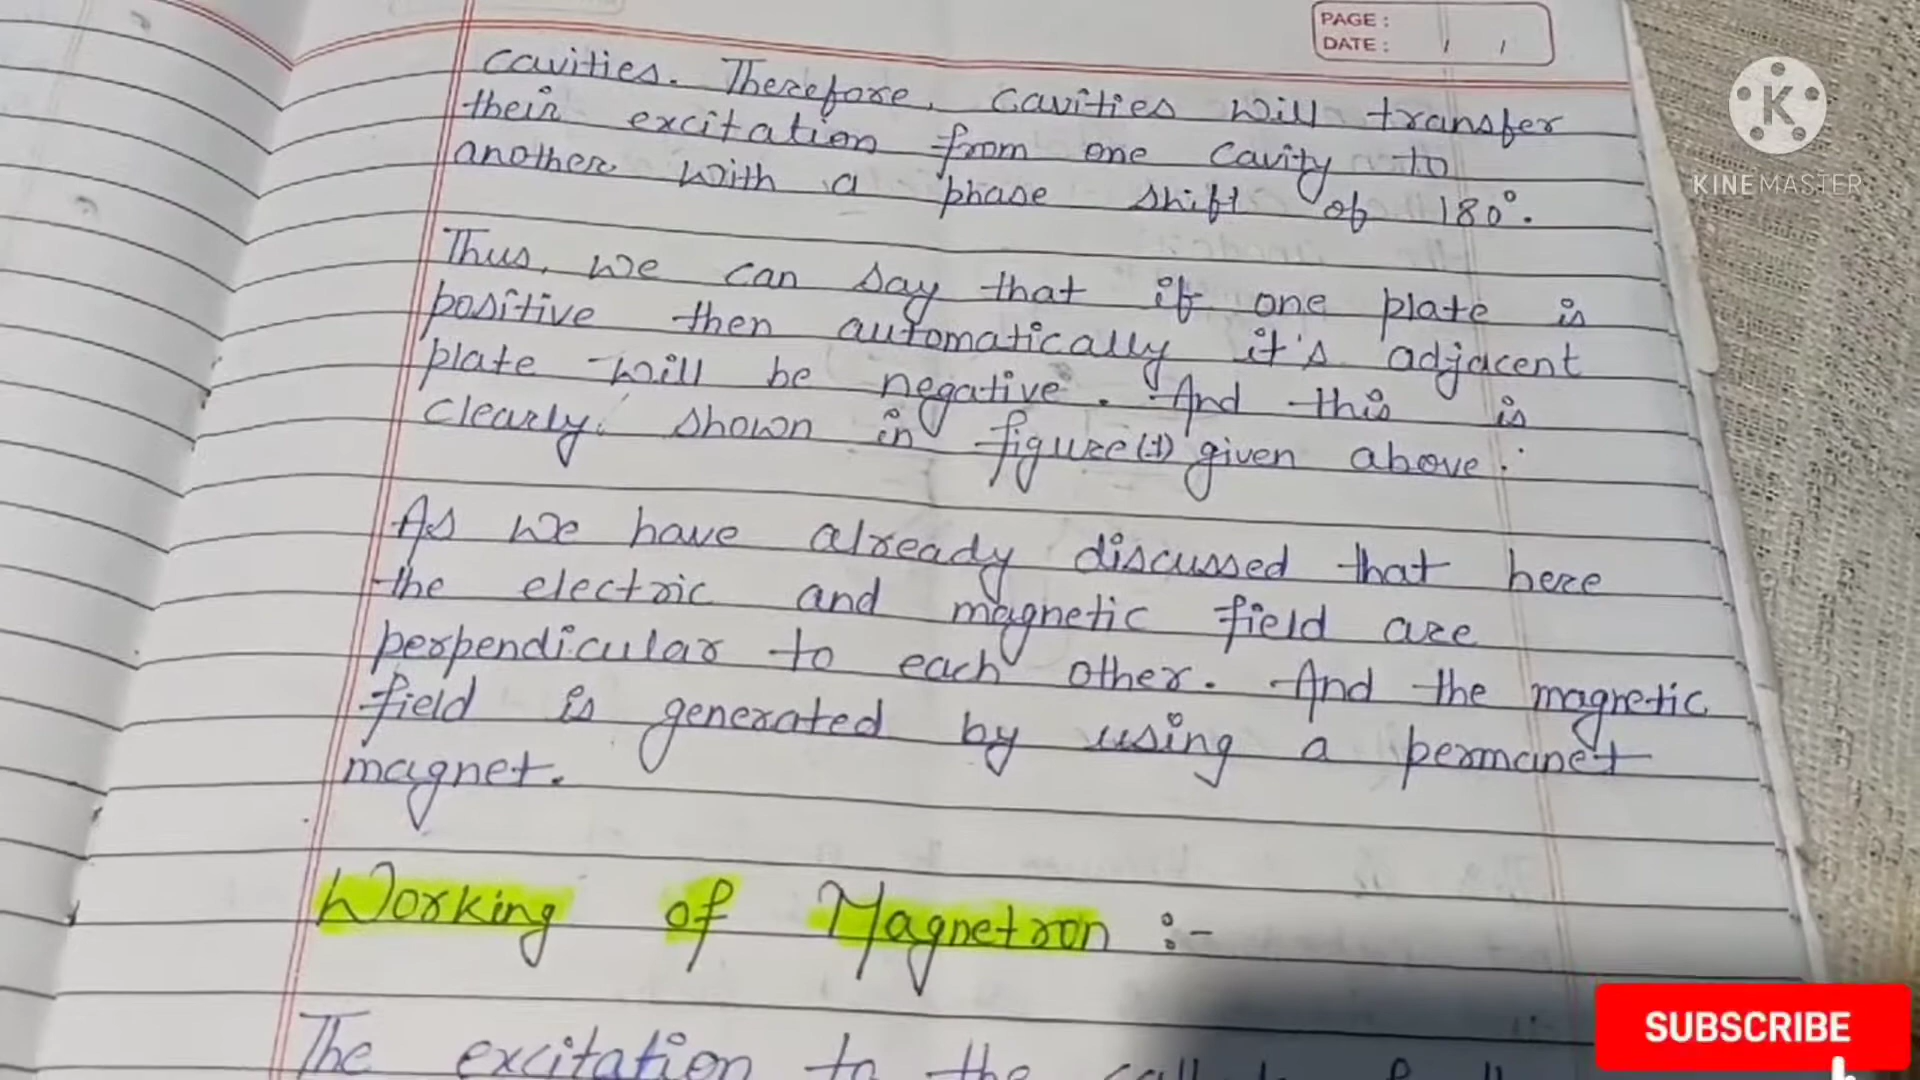 PAGE :
DATE : / /
K
KINEMASTER
cavities. Therefore, cavities will transfer
their excitation from one cavity to
another with a phase shift of 180°.
Thus, we can say that if one plate is
positive then automatically it's adjacent
plate will be negative. And this is
clearly shown in figure(1) given above.
As we have already discussed that here
the electric and magnetic field are
perpendicular to each other. And the magnetic
field is generated by using a permanet
magnet.
Working of Magnetron :-
The excitation to the
SUBSCRIBE